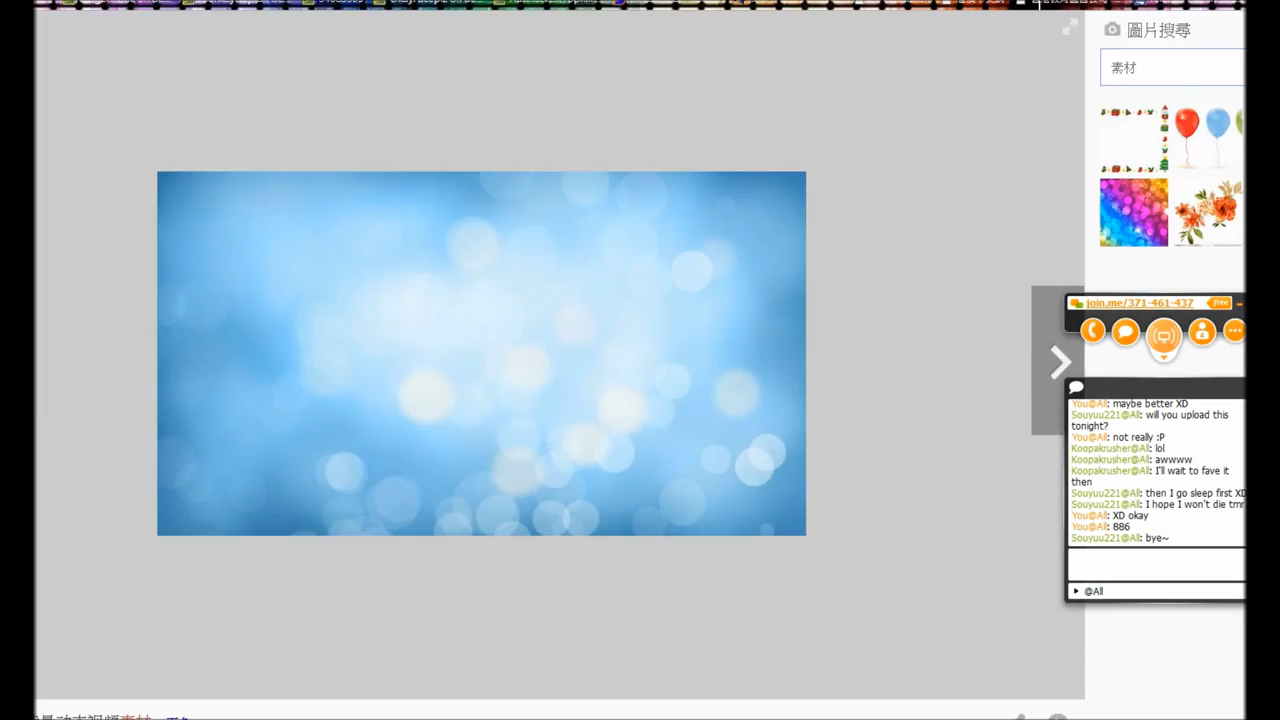 圖片搜尋
素材
join.me/371-461-437
free
You@All: maybe better XD
Souyuu221@All: will you upload this
tonight?
You@All: not really :P
Koopakrusher@All: lol
Koopakrusher@All: awwww
Koopakrusher@All: I'll wait to fave it
then
Souyuu221@All: then I go sleep first XD
Souyuu221@All: I hope I won't die tmr
You@All: XD okay
You@All: 886
Souyuu221@All: bye~
@All